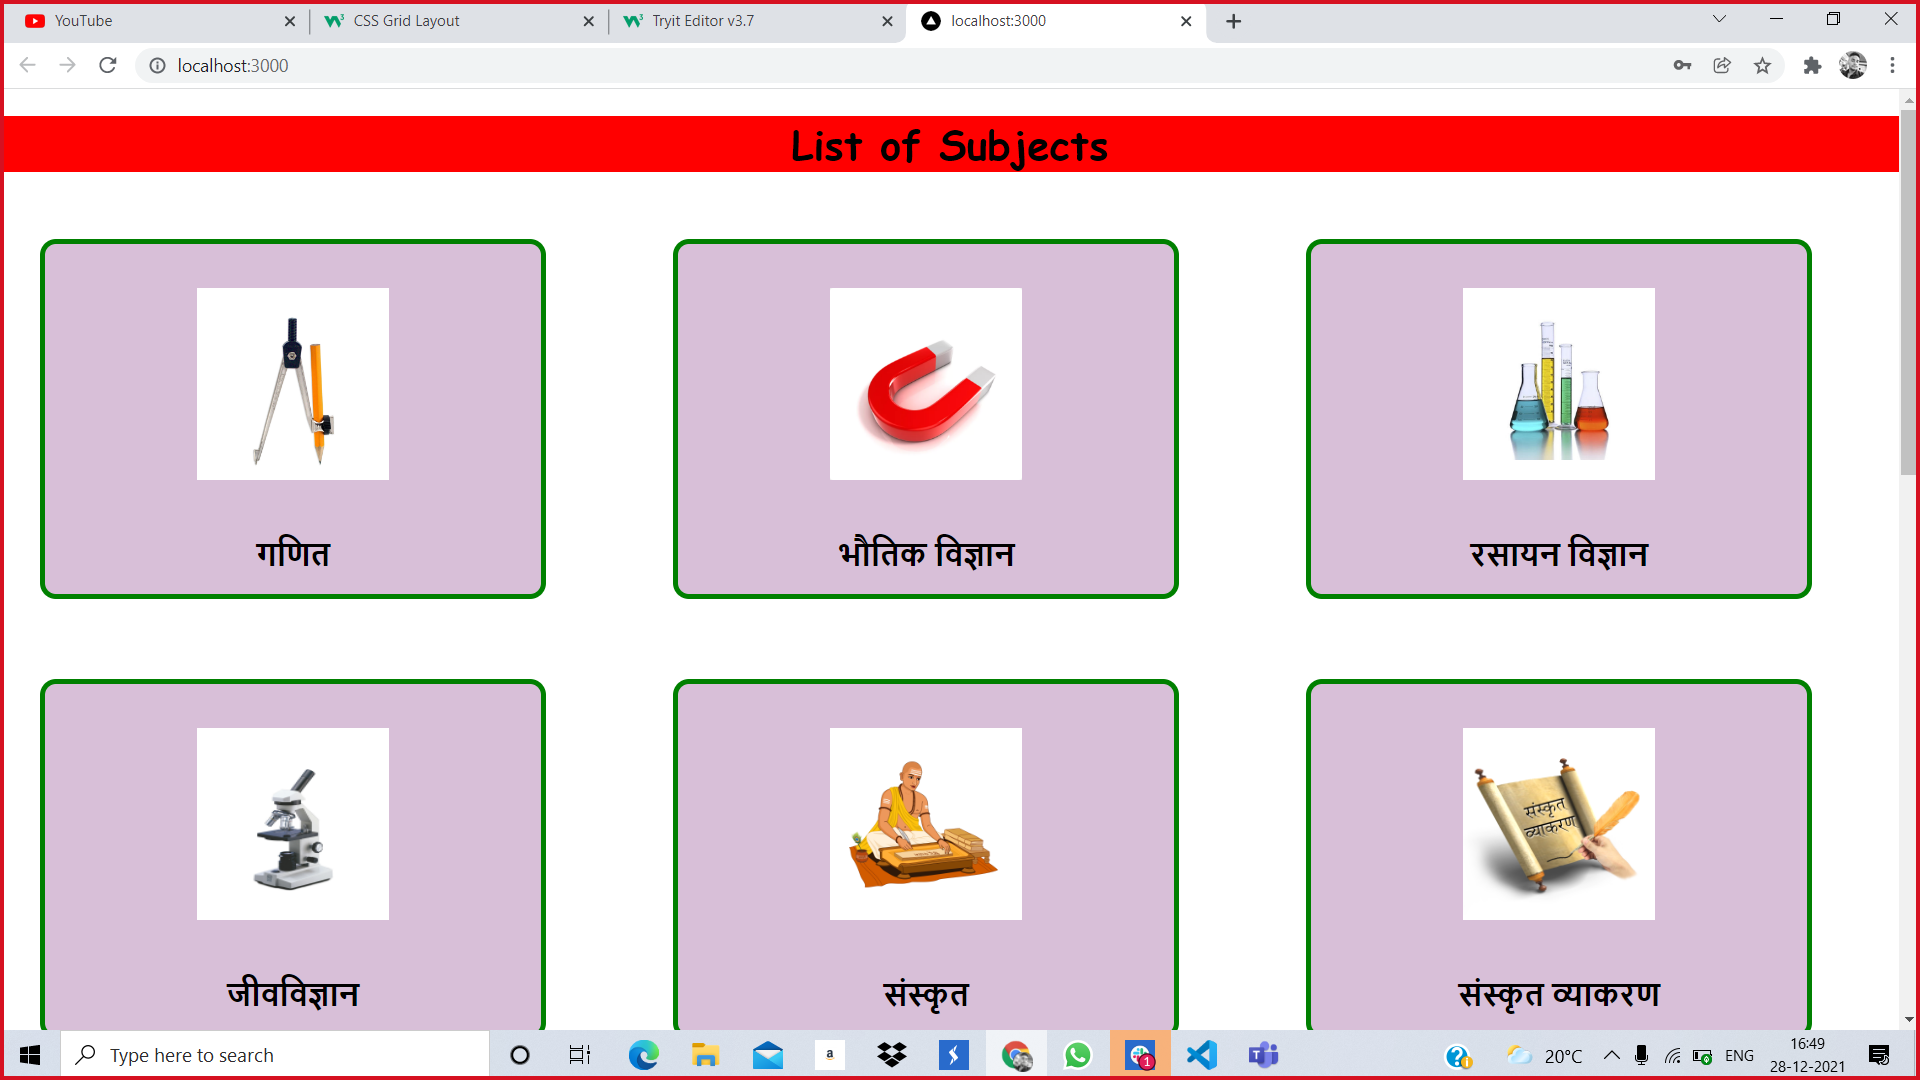 YouTube
CSS Grid Layout
Tryit Editor v3.7
localhost:3000
localhost:3000
List of Subjects
गणित
भौतिक विज्ञान
रसायन विज्ञान
संस्कृत
व्याकरण
जीवविज्ञान
संस्कृत
संस्कृत व्याकरण
Type here to search
a
1
20°C
ENG
16:49
28-12-2021